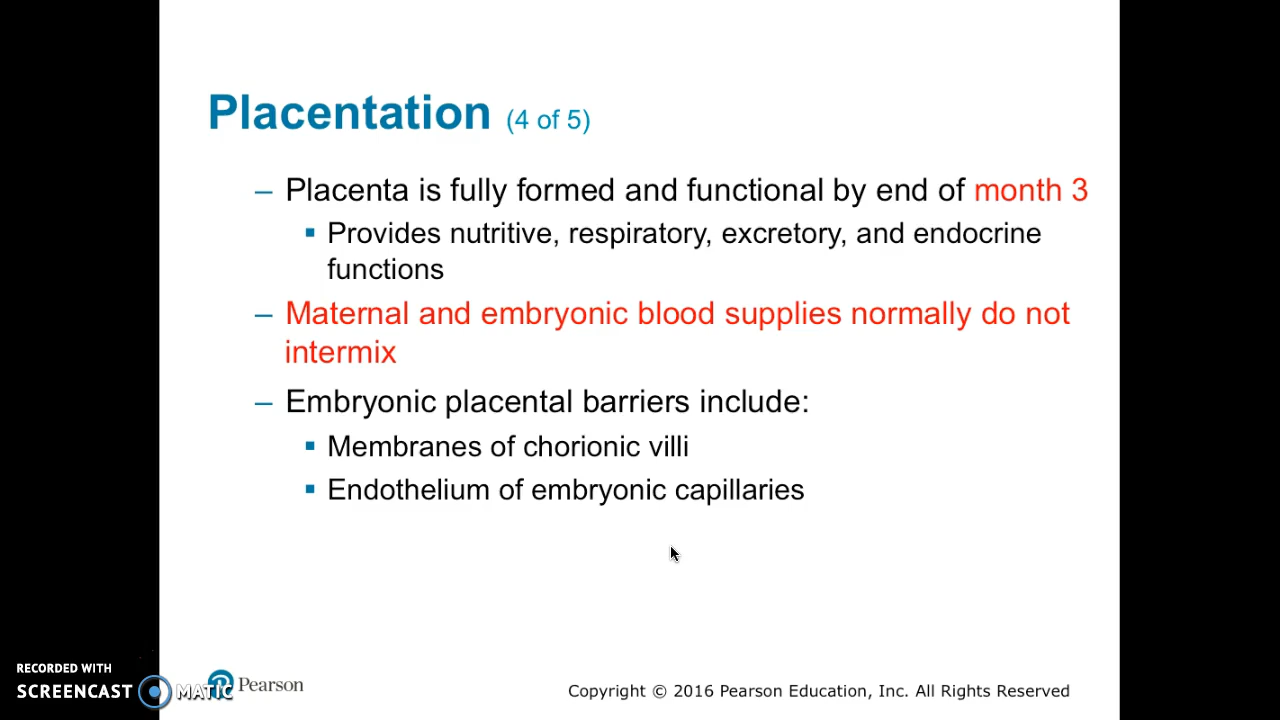 Placentation (4 of 5)
– Placenta is fully formed and functional by end of month 3
▪ Provides nutritive, respiratory, excretory, and endocrine
functions
– Maternal and embryonic blood supplies normally do not
intermix
– Embryonic placental barriers include:
▪ Membranes of chorionic villi
▪ Endothelium of embryonic capillaries
RECORDED WITH
SCREENCAST MATIC
Pearson
Copyright © 2016 Pearson Education, Inc. All Rights Reserved